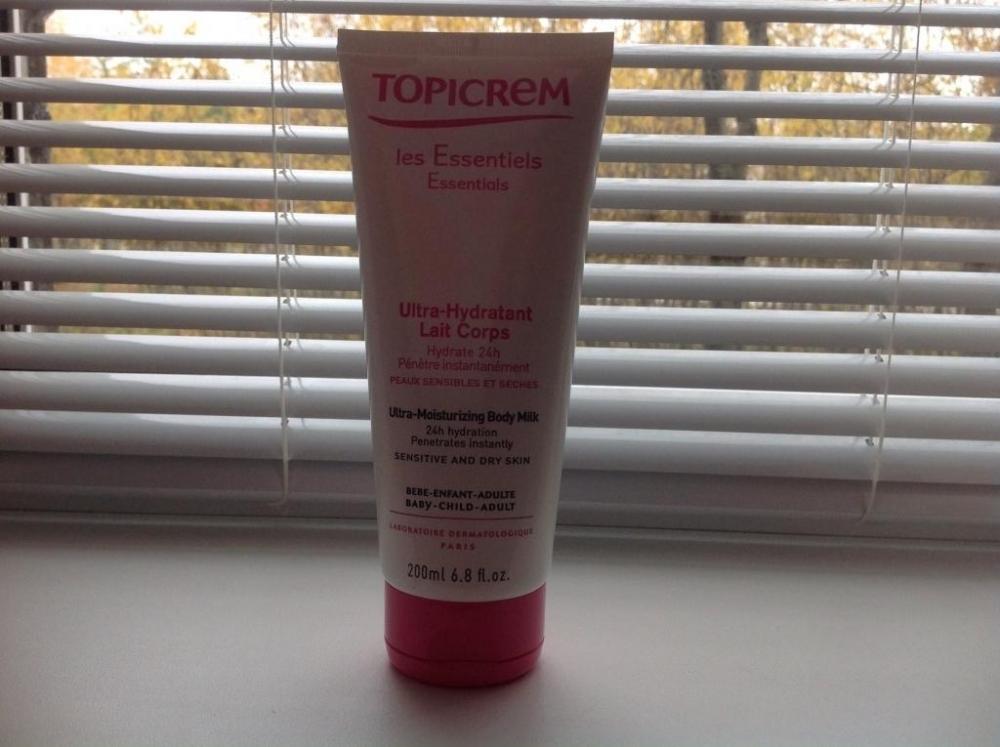 TOPICREM
les Essentiels
Essentials
Ultra-Hydratant
Lait Corps
Hydrate 24h
Pénètre instantanément
PEAUX SENSIBLES ET SÈCHES
Ultra-Moisturizing Body Milk
24h hydration
Penetrates instantly
SENSITIVE AND DRY SKIN
BEBE-ENFANT-ADULTE
BABY-CHILD-ADULT
LABORATOIRE DERMATOLOGIQUE
PARIS
200ml 6.8 fl.oz.